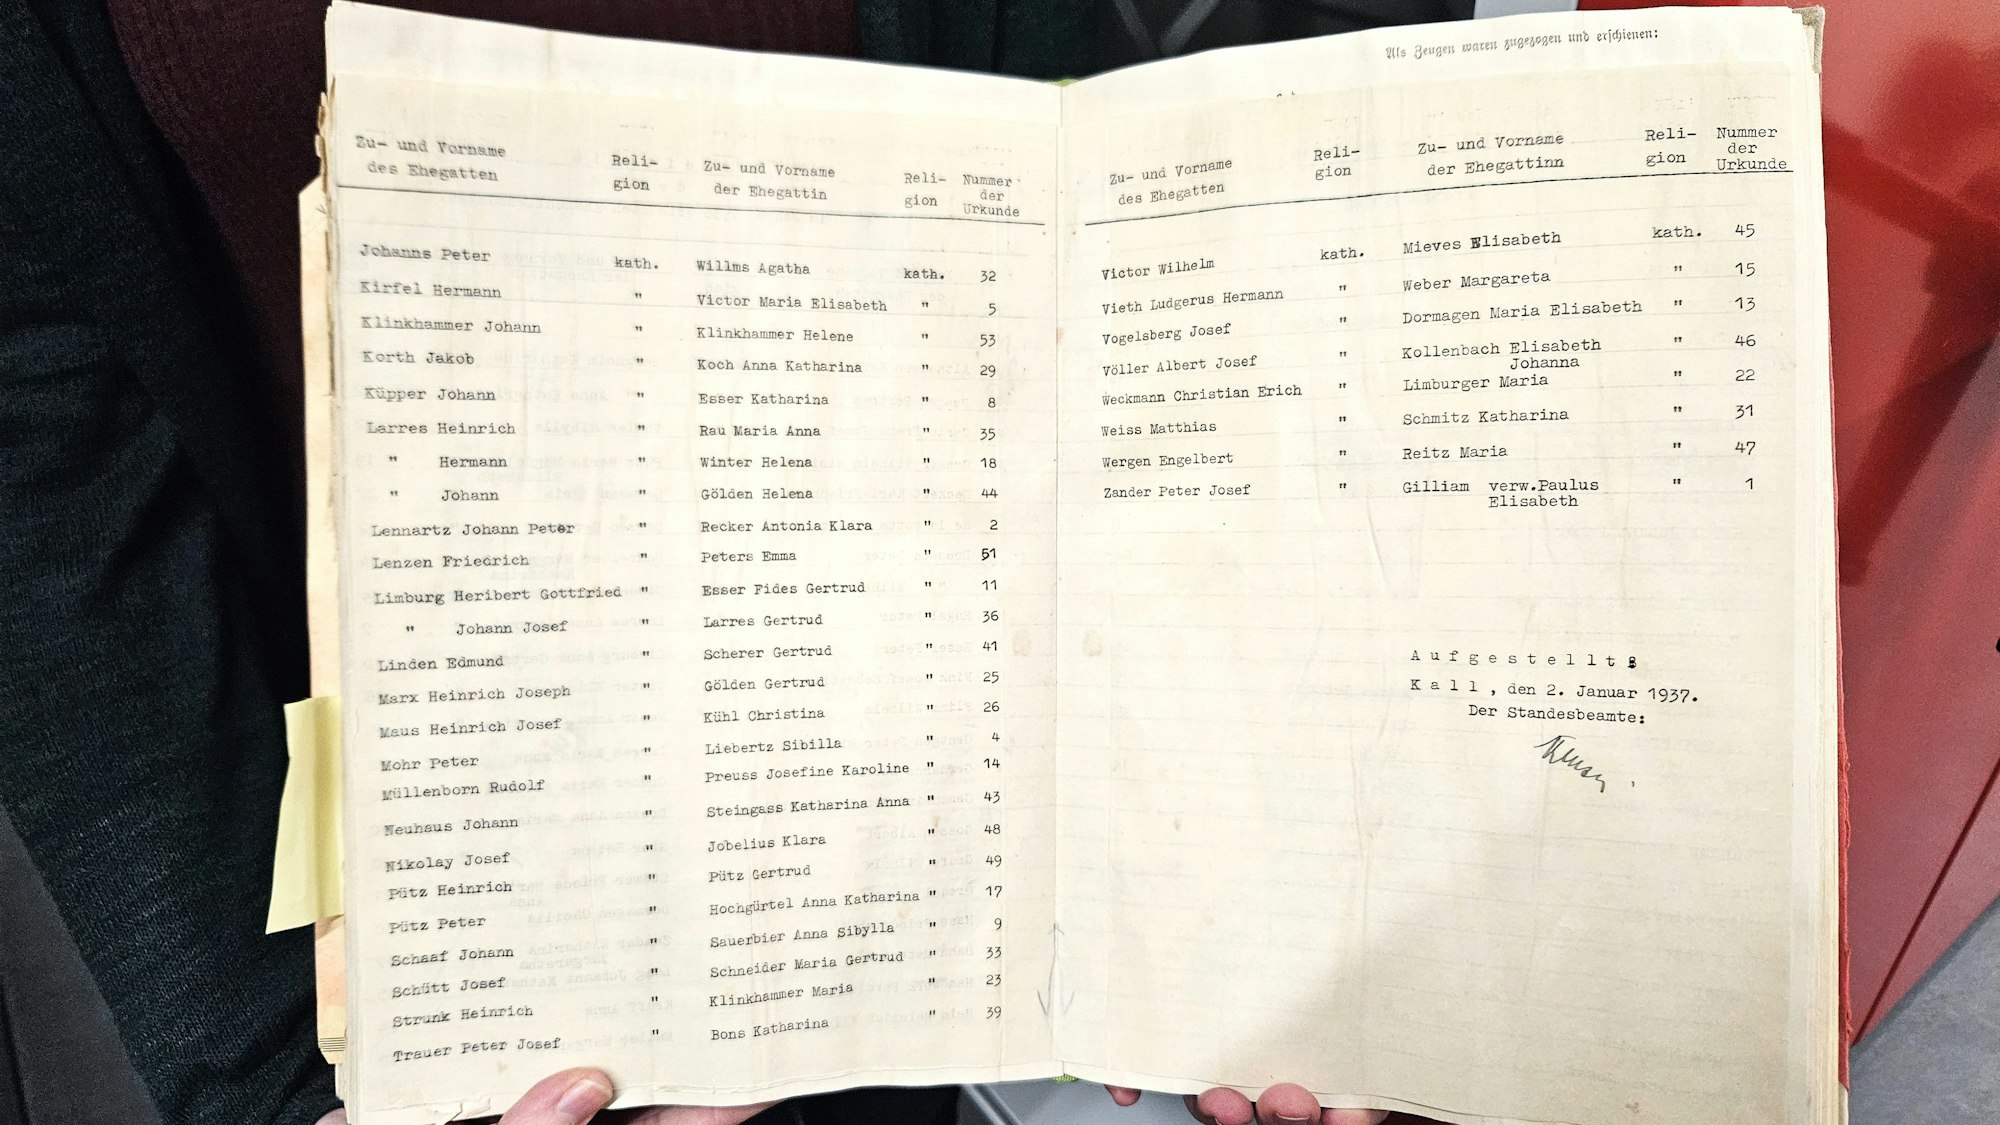 Zu- und Vorname Reli- Zu- und Vorname Reli- Nummer
des Ehegatten gion der Ehegattin gion der
Urkunde
Johanns Peter kath. Willms Agatha kath. 32
Kirfel Hermann " Victor Maria Elisabeth " 5
Klinkhammer Johann " Klinkhammer Helene " 53
Korth Jakob " Koch Anna Katharina " 29
Küpper Johann " Esser Katharina " 8
Larres Heinrich " Rau Maria Anna " 35
" Hermann " Winter Helena " 18
" Johann " Gölden Helena " 44
Lennartz Johann Peter " Recker Antonia Klara " 2
Lenzen Friedrich " Peters Emma " 51
Limburg Heribert Gottfried " Esser Fides Gertrud " 11
" Johann Josef " Larres Gertrud " 36
Linden Edmund " Scherer Gertrud " 41
Marx Heinrich Joseph " Gölden Gertrud " 25
Maus Heinrich Josef " Kühl Christina " 26
Mohr Peter " Liebertz Sibilla " 4
Müllenborn Rudolf " Preuss Josefine Karoline " 14
Neuhaus Johann " Steingass Katharina Anna " 43
Nikolay Josef " Jobelius Klara " 48
Pütz Heinrich " Pütz Gertrud " 49
Pütz Peter " Hochgürtel Anna Katharina " 17
Schaaf Johann " Sauerbier Anna Sibylla " 9
Schütt Josef " Schneider Maria Gertrud " 33
Strunk Heinrich " Klinkhammer Maria " 23
Trauer Peter Josef " Bons Katharina " 39
Als Zeugen waren zugezogen und erschienen:
Zu- und Vorname Reli- Zu- und Vorname Reli- Nummer
des Ehegatten gion der Ehegattinn gion der
Urkunde
Victor Wilhelm kath. Mieves Elisabeth kath. 45
Vieth Ludgerus Hermann " Weber Margareta " 15
Vogelsberg Josef " Dormagen Maria Elisabeth " 13
Völler Albert Josef " Kollenbach Elisabeth " 46
Johanna
Weckmann Christian Erich " Limburger Maria " 22
Weiss Matthias " Schmitz Katharina " 31
Wergen Engelbert " Reitz Maria " 47
Zander Peter Josef " Gilliam verw.Paulus " 1
Elisabeth
Aufgestellt:
Kall, den 2. Januar 1937.
Der Standesbeamte: